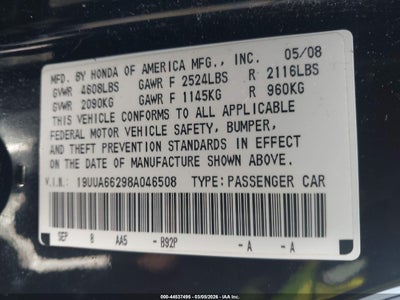 MFD. BY HONDA OF AMERICA MFG., INC. 05/08
GVWR 4608LBS GAWR F 2524LBS R 2116LBS
GVWR 2090KG GAWR F 1145KG R 960KG
THIS VEHICLE CONFORMS TO ALL APPLICABLE
FEDERAL MOTOR VEHICLE SAFETY, BUMPER,
AND THEFT PREVENTION STANDARDS IN EFFECT
ON THE DATE OF MANUFACTURE SHOWN ABOVE.
V.I.N.: 19UUA66298A046508 TYPE: PASSENGER CAR
SEP 8 AA5 - B92P -A -A
000-44537495 - 03/09/2026 - IAA Inc.